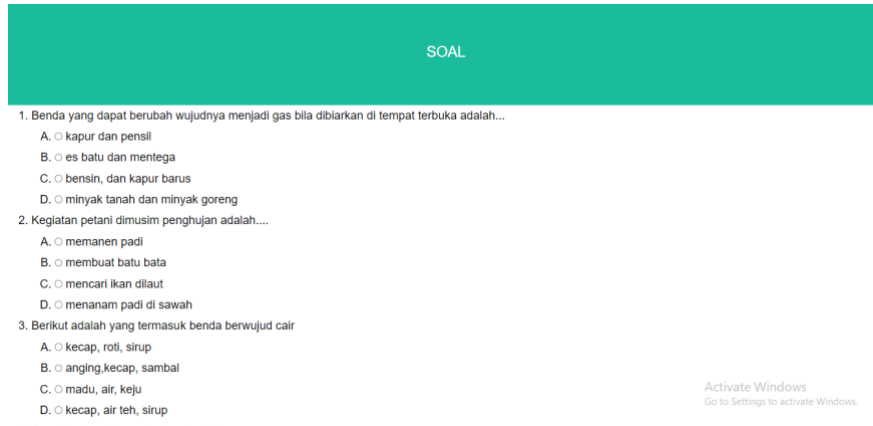 SOAL
1. Benda yang dapat berubah wujudnya menjadi gas bila dibiarkan di tempat terbuka adalah...
A. kapur dan pensil
B. es batu dan mentega
C. bensin, dan kapur barus
D. minyak tanah dan minyak goreng
2. Kegiatan petani dimusim penghujan adalah....
A. memanen padi
B. membuat batu bata
C. mencari ikan dilaut
D. menanam padi di sawah
3. Berikut adalah yang termasuk benda berwujud cair
A. kecap, roti, sirup
B. anging,kecap, sambal
C. madu, air, keju
D. kecap, air teh, sirup
Activate Windows
Go to Settings to activate Windows.